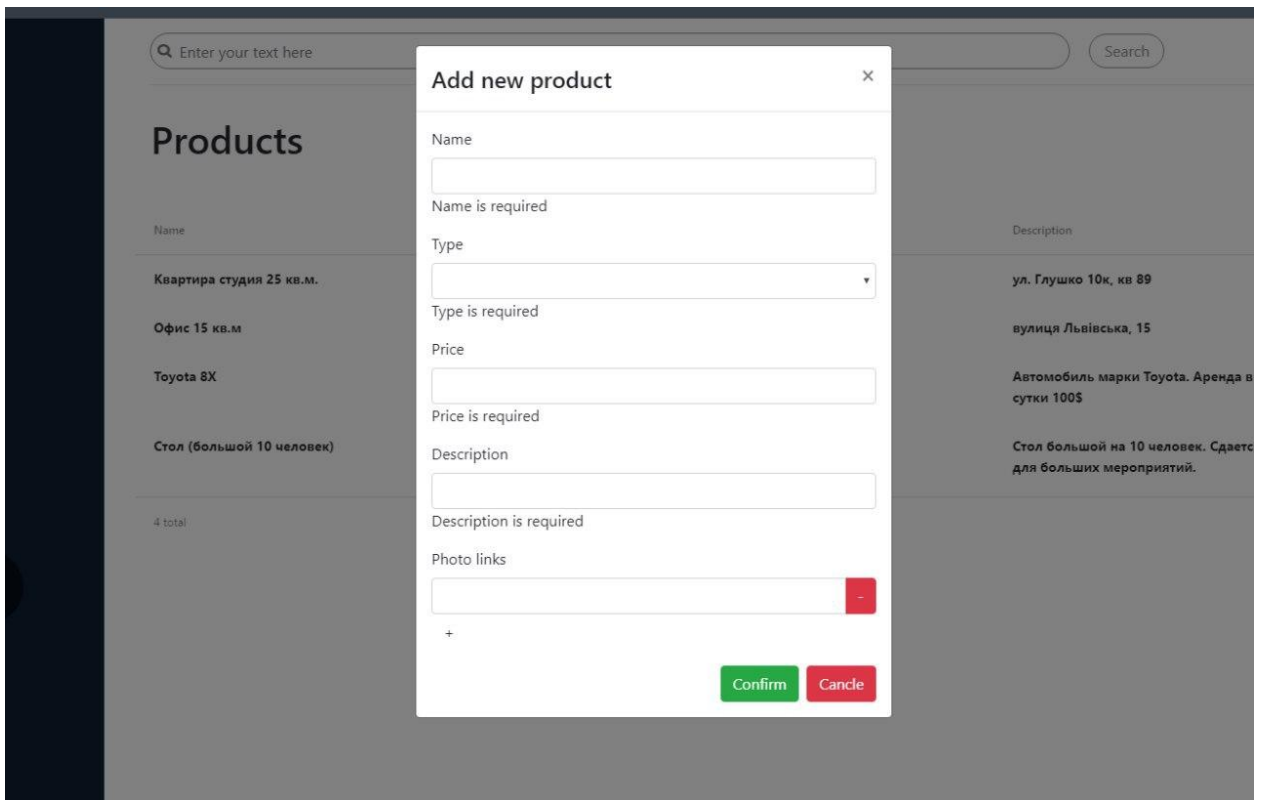 Enter your text here
Search
Products
Name
Description
Квартира студия 25 кв.м.
ул. Глушко 10к, кв 89
Офис 15 кв.м
вулиця Львівська, 15
Toyota 8X
Автомобиль марки Toyota. Аренда в
сутки 100$
Стол (большой 10 человек)
Стол большой на 10 человек. Сдаетс
для больших мероприятий.
4 total
Add new product
×
Name
Name is required
Type
Type is required
Price
Price is required
Description
Description is required
Photo links
-
+
Confirm
Cancle